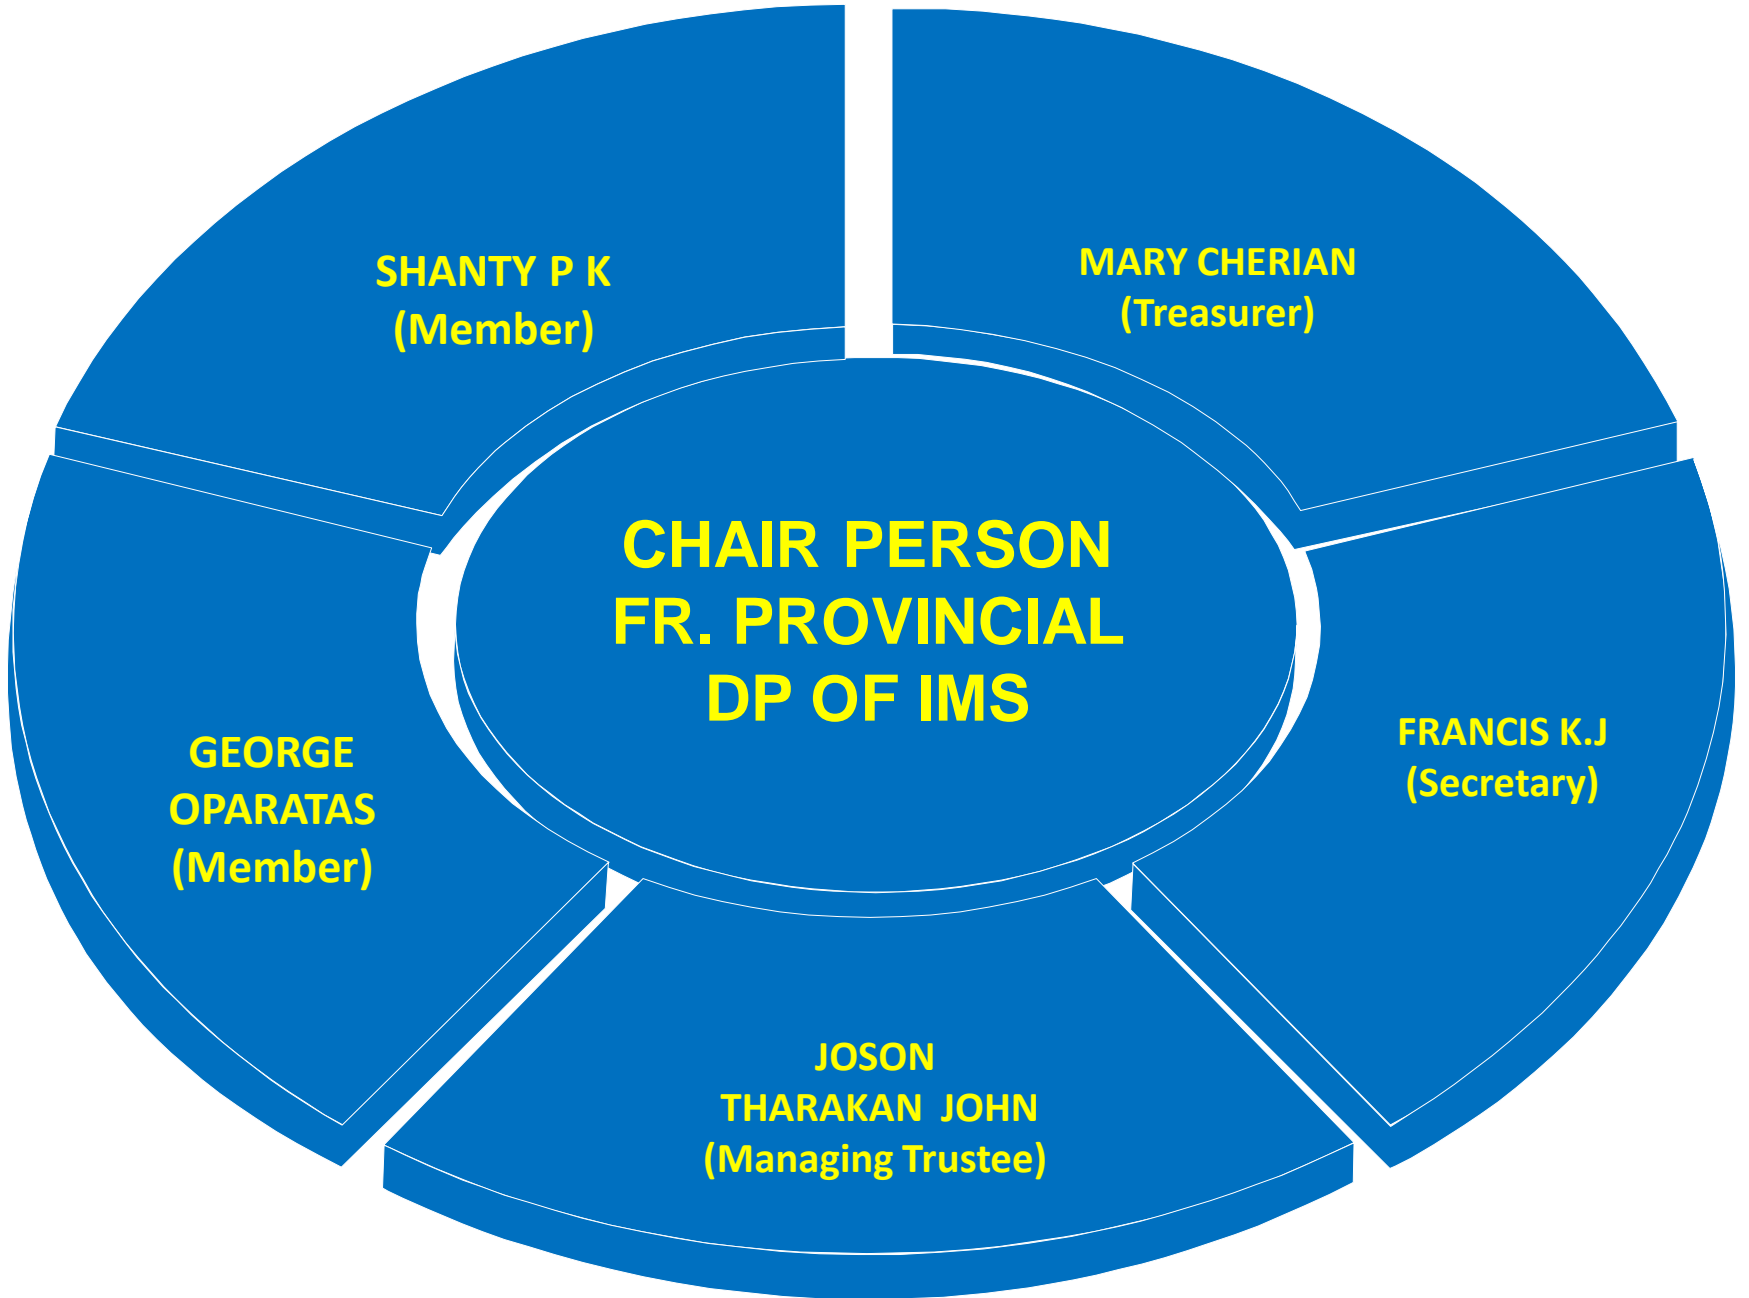 SHANTY P K
(Member)
MARY CHERIAN
(Treasurer)
CHAIR PERSON
FR. PROVINCIAL
DP OF IMS
GEORGE
OPARATAS
(Member)
FRANCIS K.J
(Secretary)
JOSON
THARAKAN JOHN
(Managing Trustee)